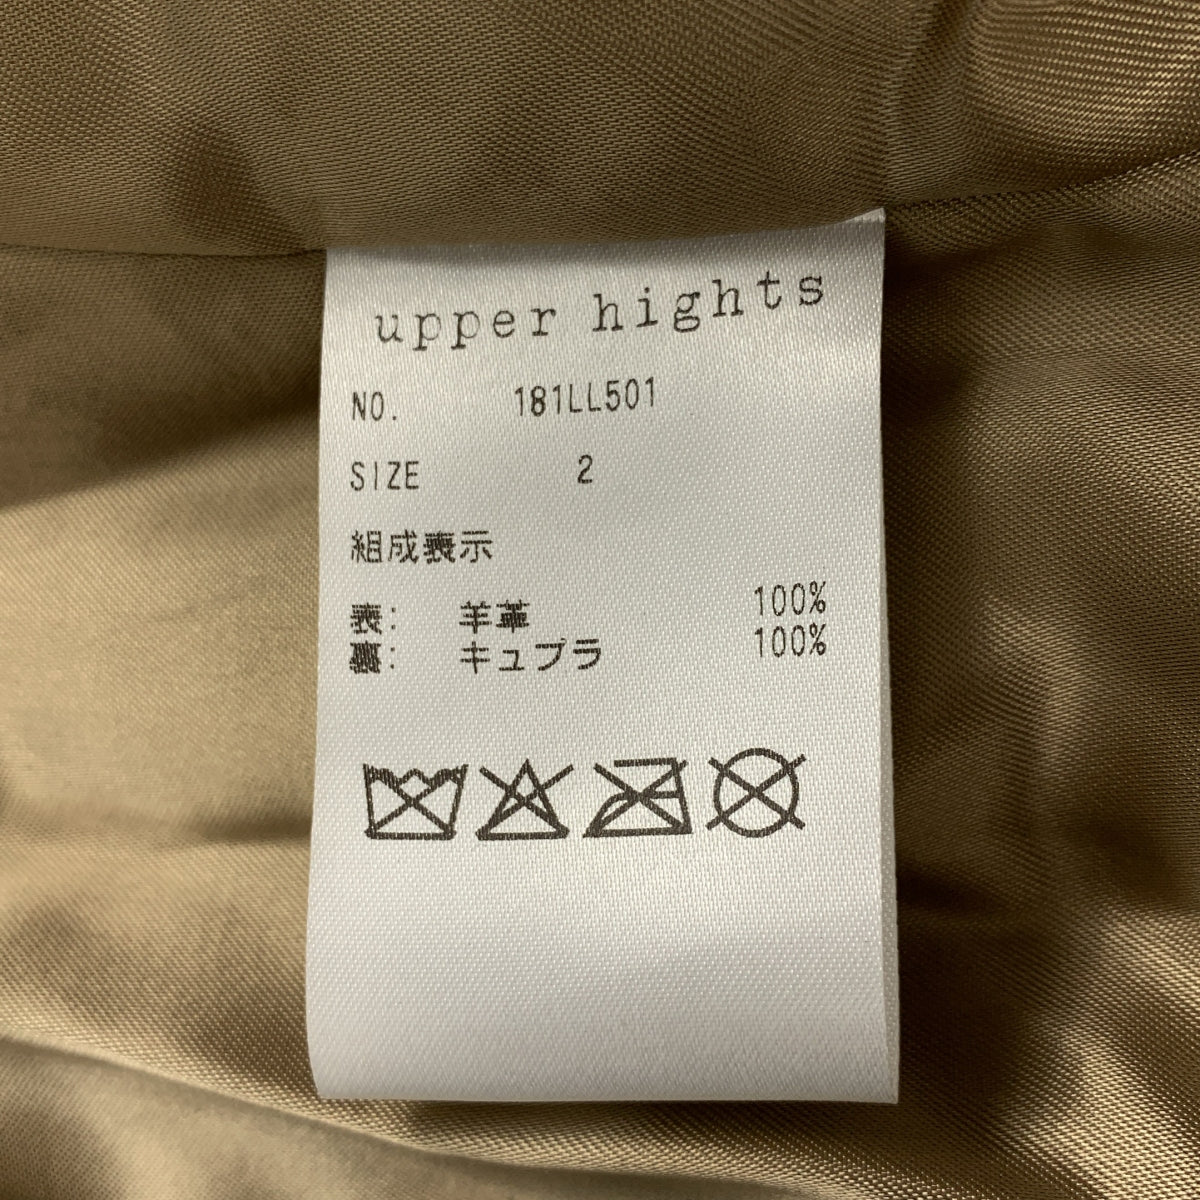 upper hights
NO. 181LL501
SIZE 2
組成表示
表: 羊革 100%
裏: キュプラ 100%